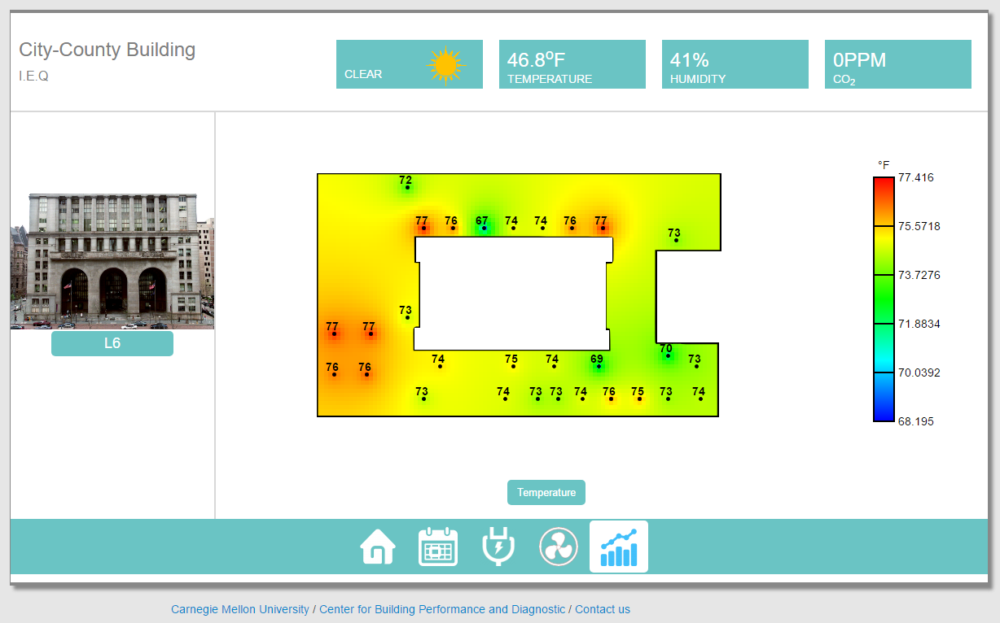 City-County Building
I.E.Q
CLEAR
46.8°F
TEMPERATURE
41%
HUMIDITY
0PPM
CO2
L6
72
77 76 67 74 74 76 77
73
73
77 77
70
74 75 74 69 73
76 76
73 74 73 73 74 76 75 73 74
°F
77.416
75.5718
73.7276
71.8834
70.0392
68.195
Temperature
Carnegie Mellon University / Center for Building Performance and Diagnostic / Contact us